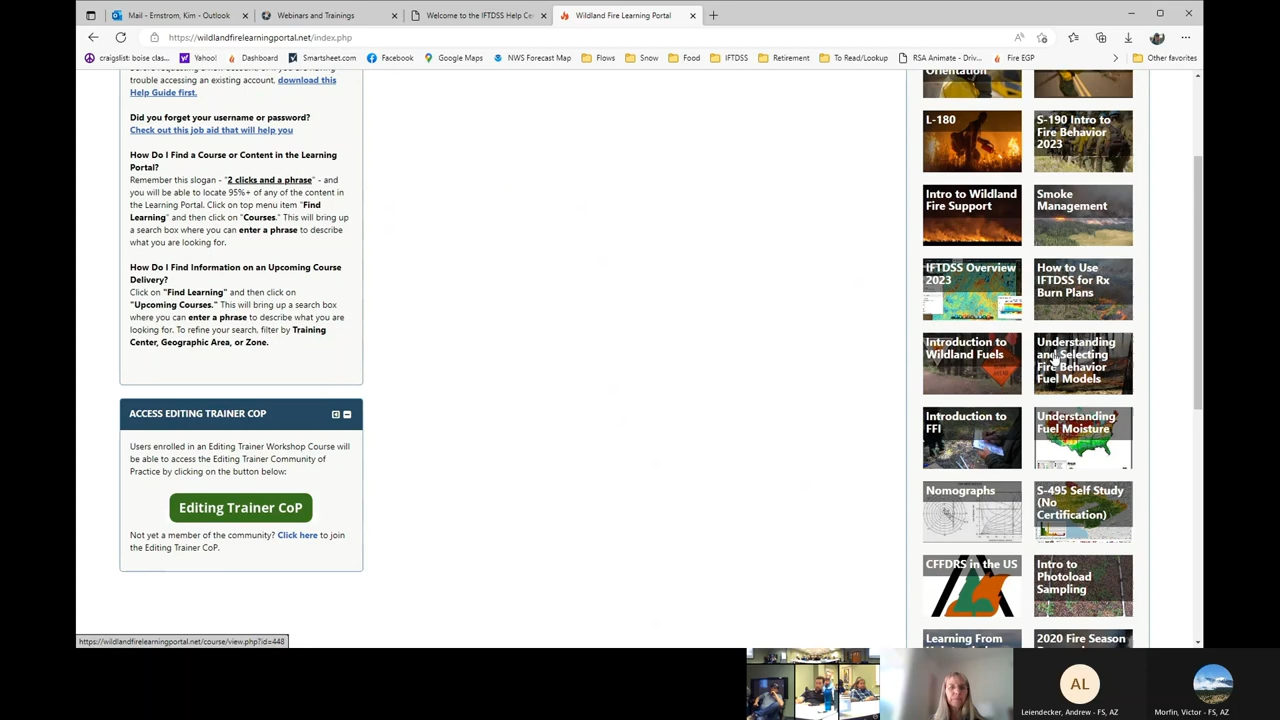 Mail - Ernstrom, Kim - Outlook
Webinars and Trainings
Welcome to the IFTDSS Help Ce
Wildland Fire Learning Portal
https://wildlandfirelearningportal.net/index.php
craigslist: boise clas...
Yahoo!
Dashboard
Smartsheet.com
Facebook
Google Maps
NWS Forecast Map
Flows
Snow
Food
IFTDSS
Retirement
To Read/Lookup
RSA Animate - Driv...
Fire EGP
Other favorites
trouble accessing an existing account, download this
Help Guide first.
Did you forget your username or password?
Check out this job aid that will help you
How Do I Find a Course or Content in the Learning
Portal?
Remember this slogan - "2 clicks and a phrase" - and
you will be able to locate 95%+ of any of the content
in the Learning Portal. Click on top menu item "Find
Learning" and then click on "Courses." This will bring up
a search box where you can enter a phrase to describe
what you are looking for.
How Do I Find Information on an Upcoming Course
Delivery?
Click on "Find Learning" and then click on
"Upcoming Courses." This will bring up a search box
where you can enter a phrase to describe what you are
looking for. To refine your search, filter by Training
Center, Geographic Area, or Zone.
ACCESS EDITING TRAINER COP
Users enrolled in an Editing Trainer Workshop Course will
be able to access the Editing Trainer Community of
Practice by clicking on the button below:
Editing Trainer CoP
Not yet a member of the community? Click here to join
the Editing Trainer CoP.
Orientation
L-180
S-190 Intro to
Fire Behavior
2023
Intro to Wildland
Fire Support
Smoke
Management
IFTDSS Overview
2023
How to Use
IFTDSS for Rx
Burn Plans
Introduction to
Wildland Fuels
Understanding
and Selecting
Fire Behavior
Fuel Models
Introduction to
FFI
Understanding
Fuel Moisture
Nomographs
S-495 Self Study
(No
Certification)
CFFDRS in the US
Intro to
Photoload
Sampling
Learning From
2020 Fire Season
https://wildlandfirelearningportal.net/course/view.php?id=448
AL
Leiendecker, Andrew - FS, AZ
Morfin, Victor - FS, AZ